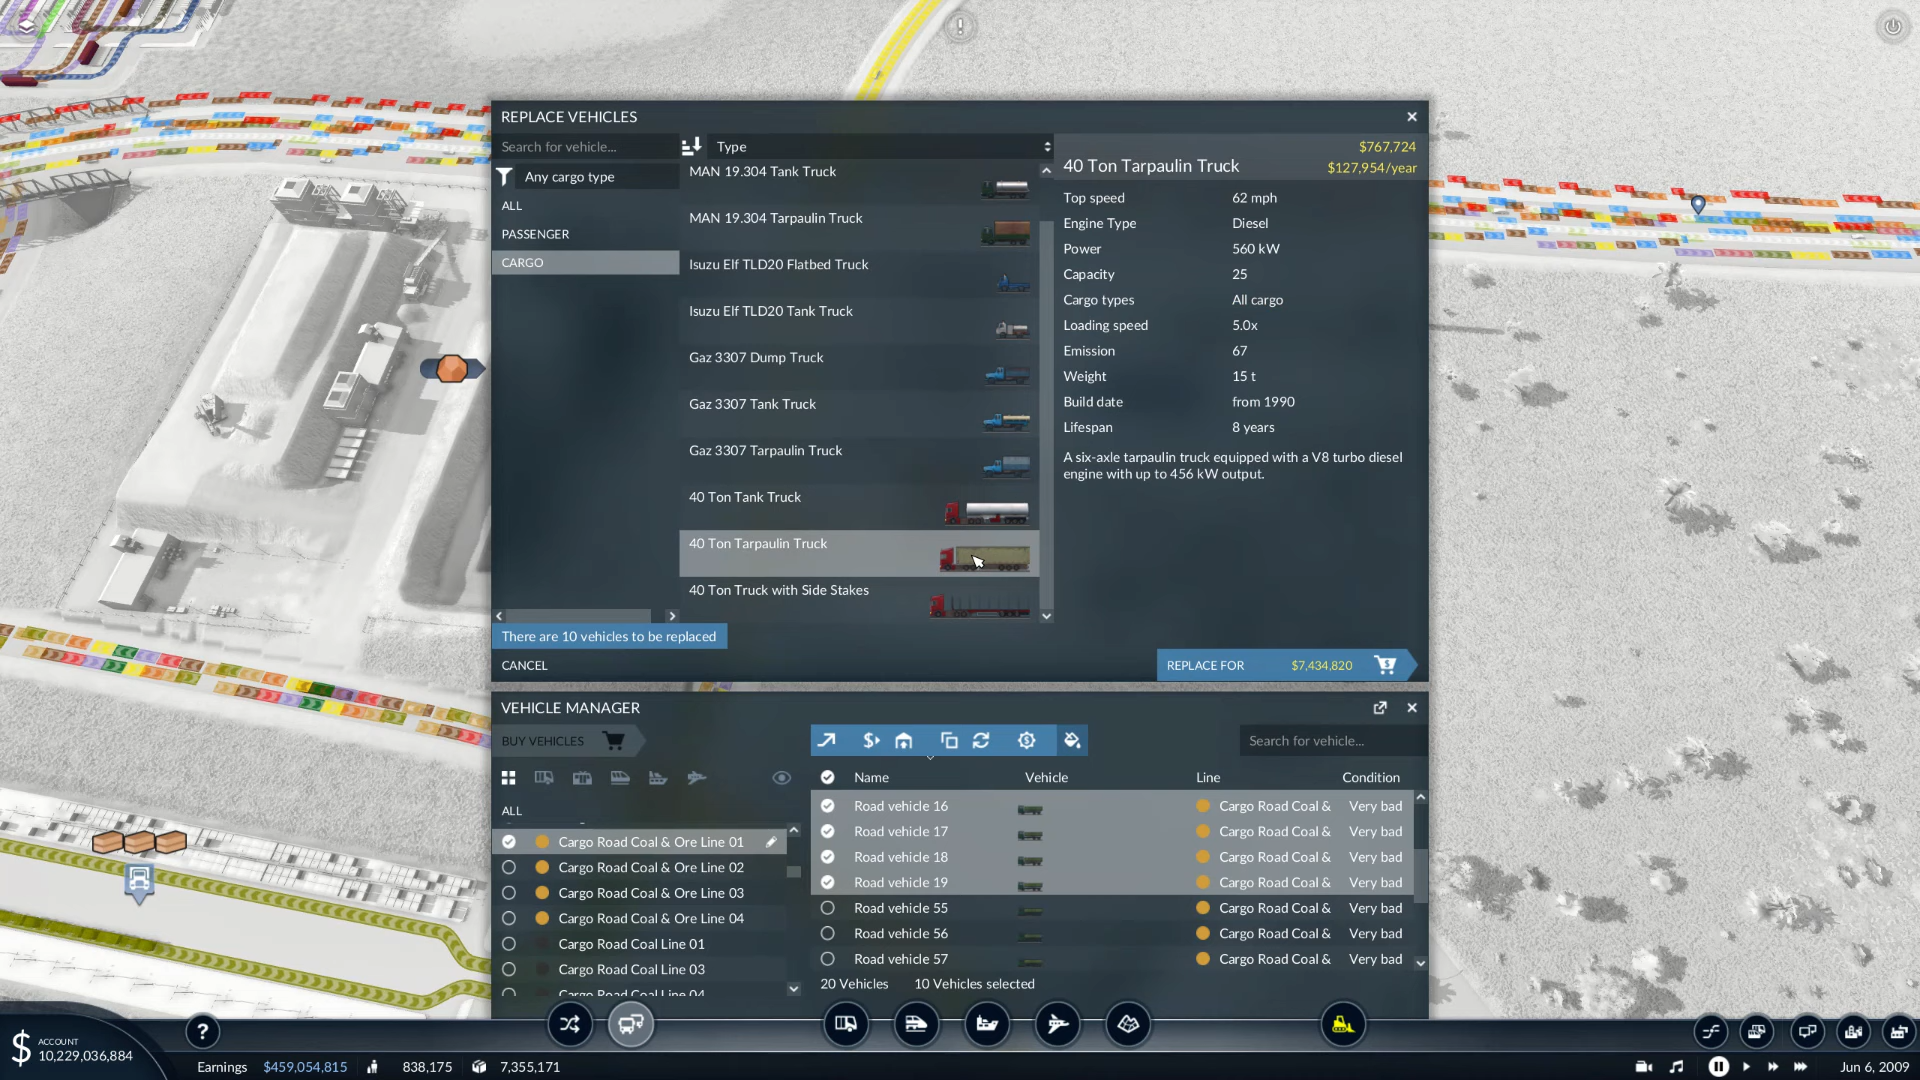 REPLACE VEHICLES
Search for vehicle...
Type
Any cargo type
ALL
PASSENGER
CARGO
MAN 19.304 Tank Truck
MAN 19.304 Tarpaulin Truck
Isuzu Elf TLD20 Flatbed Truck
Isuzu Elf TLD20 Tank Truck
Gaz 3307 Dump Truck
Gaz 3307 Tank Truck
Gaz 3307 Tarpaulin Truck
40 Ton Tank Truck
40 Ton Tarpaulin Truck
40 Ton Truck with Side Stakes
$767,724
40 Ton Tarpaulin Truck $127,954/year
Top speed 62 mph
Engine Type Diesel
Power 560 kW
Capacity 25
Cargo types All cargo
Loading speed 5.0x
Emission 67
Weight 15 t
Build date from 1990
Lifespan 8 years
A six-axle tarpaulin truck equipped with a V8 turbo diesel
engine with up to 456 kW output.
There are 10 vehicles to be replaced
CANCEL
REPLACE FOR $7,434,820
VEHICLE MANAGER
BUY VEHICLES
Search for vehicle...
ALL
Cargo Road Coal & Ore Line 01
Cargo Road Coal & Ore Line 02
Cargo Road Coal & Ore Line 03
Cargo Road Coal & Ore Line 04
Cargo Road Coal Line 01
Cargo Road Coal Line 03
Cargo Road Coal Line 04
Name Vehicle Line Condition
Road vehicle 16 Cargo Road Coal & Very bad
Road vehicle 17 Cargo Road Coal & Very bad
Road vehicle 18 Cargo Road Coal & Very bad
Road vehicle 19 Cargo Road Coal & Very bad
Road vehicle 55 Cargo Road Coal & Very bad
Road vehicle 56 Cargo Road Coal & Very bad
Road vehicle 57 Cargo Road Coal & Very bad
20 Vehicles 10 Vehicles selected
$ ACCOUNT
10,229,036,884
?
Earnings $459,054,815 838,175 7,355,171
Jun 6, 2009